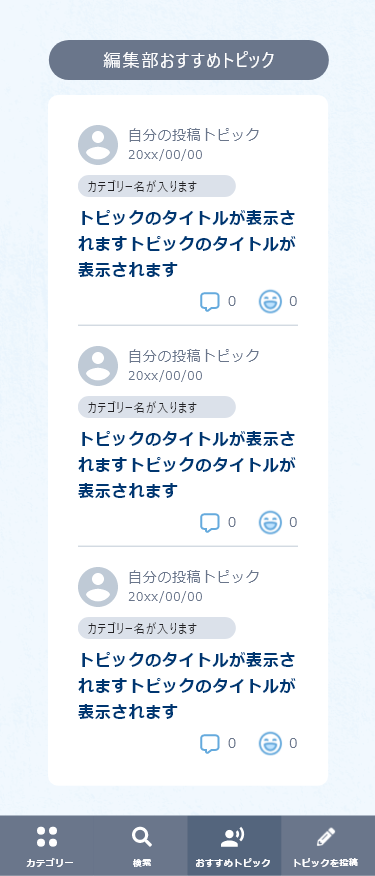 編集部おすすめトピック
自分の投稿トピック
20xx/00/00
カテゴリー名が入ります
トピックのタイトルが表示さ
れますトピックのタイトルが
表示されます
0 0
自分の投稿トピック
20xx/00/00
カテゴリー名が入ります
トピックのタイトルが表示さ
れますトピックのタイトルが
表示されます
0 0
自分の投稿トピック
20xx/00/00
カテゴリー名が入ります
トピックのタイトルが表示さ
れますトピックのタイトルが
表示されます
0 0
カテゴリー 検索 おすすめトピック トピックを投稿